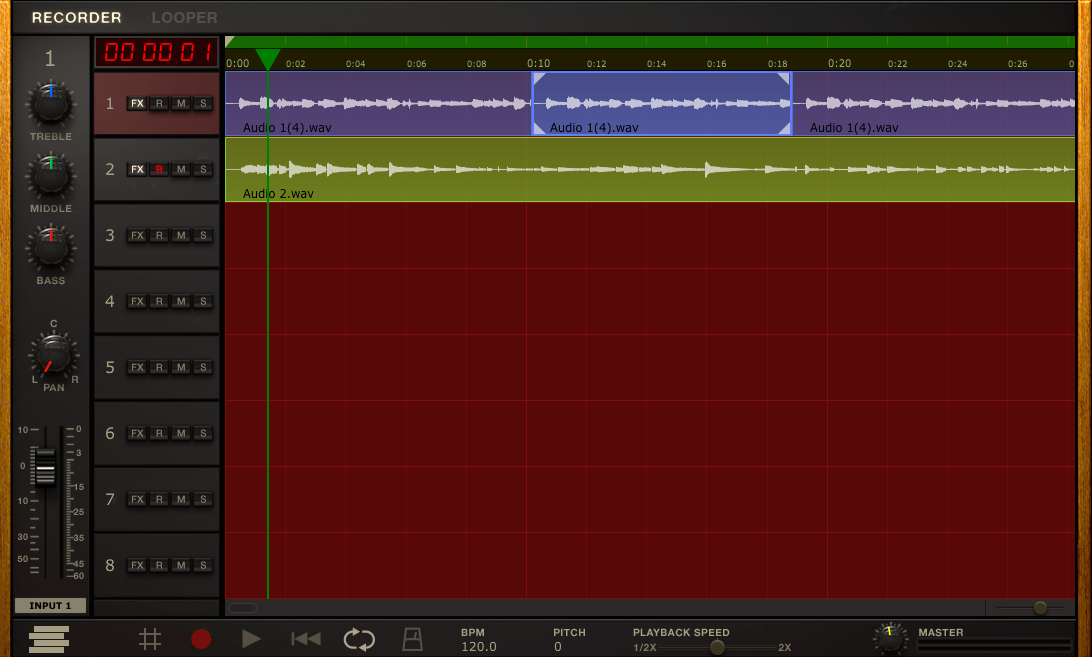 RECORDER LOOPER
1
00 00 01
0:00 0:02 0:04 0:06 0:08 0:10 0:12 0:14 0:16 0:18 0:20 0:22 0:24 0:26 0
TREBLE
MIDDLE
BASS
C
L R
PAN
10 0
3
0
15
10
25
30
35
50
45
60
INPUT 1
1 FX R M S
Audio 1(4).wav Audio 1(4).wav Audio 1(4).wav
2 FX R M S
Audio 2.wav
3 FX R M S
4 FX R M S
5 FX R M S
6 FX R M S
7 FX R M S
8 FX R M S
BPM
120.0
PITCH
0
PLAYBACK SPEED
1/2X 2X
MASTER